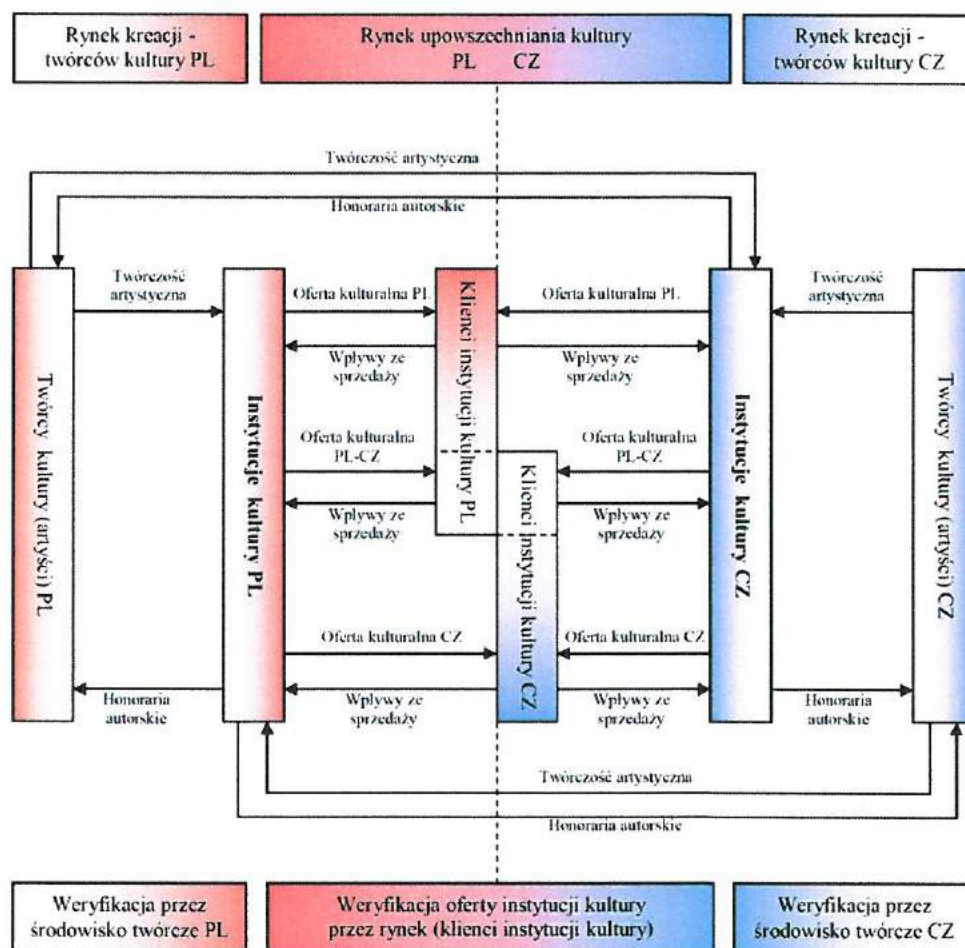 Rynek kreacji -
twórców kultury PL
Rynek upowszechniania kultury
PL CZ
Rynek kreacji -
twórców kultury CZ
Twórczość artystyczna
Honoraria autorskie
Twórczość
artystyczna
Oferta kulturalna PL
Oferta kulturalna PL
Twórczość
artystyczna
Wpływy ze
sprzedaży
Wpływy ze
sprzedaży
Twórcy kultury (artyści) PL
Instytucje kultury PL
Klienci instytucji kultury PL
Klienci instytucji kultury CZ
Instytucje kultury CZ
Twórcy kultury (artyści) CZ
Oferta kulturalna
PL-CZ
Oferta kulturalna
PL-CZ
Wpływy ze
sprzedaży
Wpływy ze
sprzedaży
Oferta kulturalna CZ
Oferta kulturalna CZ
Honoraria
autorskie
Wpływy ze
sprzedaży
Wpływy ze
sprzedaży
Honoraria
autorskie
Twórczość artystyczna
Honoraria autorskie
Weryfikacja przez
środowisko twórcze PL
Weryfikacja oferty instytucji kultury
przez rynek (klienci instytucji kultury)
Weryfikacja przez
środowisko twórcze CZ